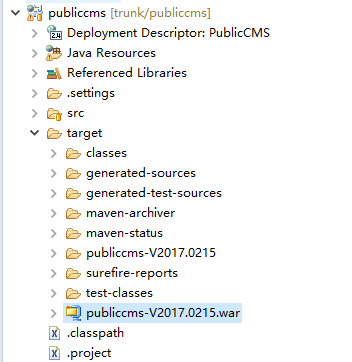 publiccms [trunk/publiccms]
Deployment Descriptor: PublicCMS
Java Resources
Referenced Libraries
.settings
src
target
classes
generated-sources
generated-test-sources
maven-archiver
maven-status
publiccms-V2017.0215
surefire-reports
test-classes
publiccms-V2017.0215.war
.classpath
.project